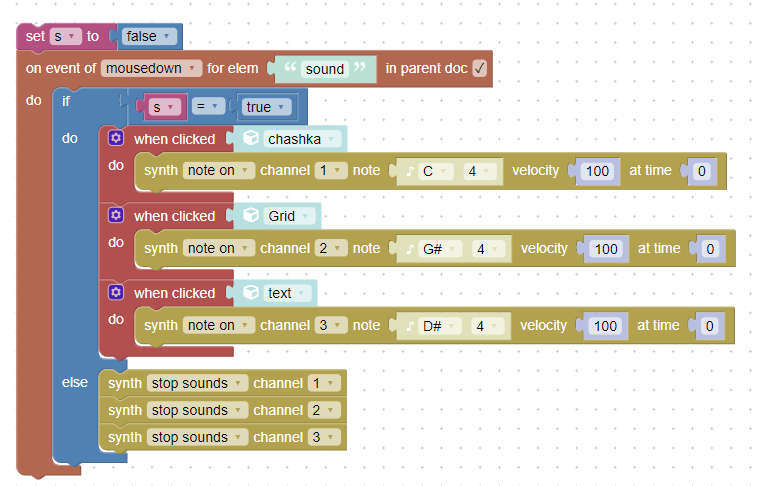 set s to false
on event of mousedown for elem “ sound ” in parent doc ✓
do if s = true
do when clicked chashka
do synth note on channel 1 note C 4 velocity 100 at time 0
when clicked Grid
do synth note on channel 2 note G# 4 velocity 100 at time 0
when clicked text
do synth note on channel 3 note D# 4 velocity 100 at time 0
else synth stop sounds channel 1
synth stop sounds channel 2
synth stop sounds channel 3